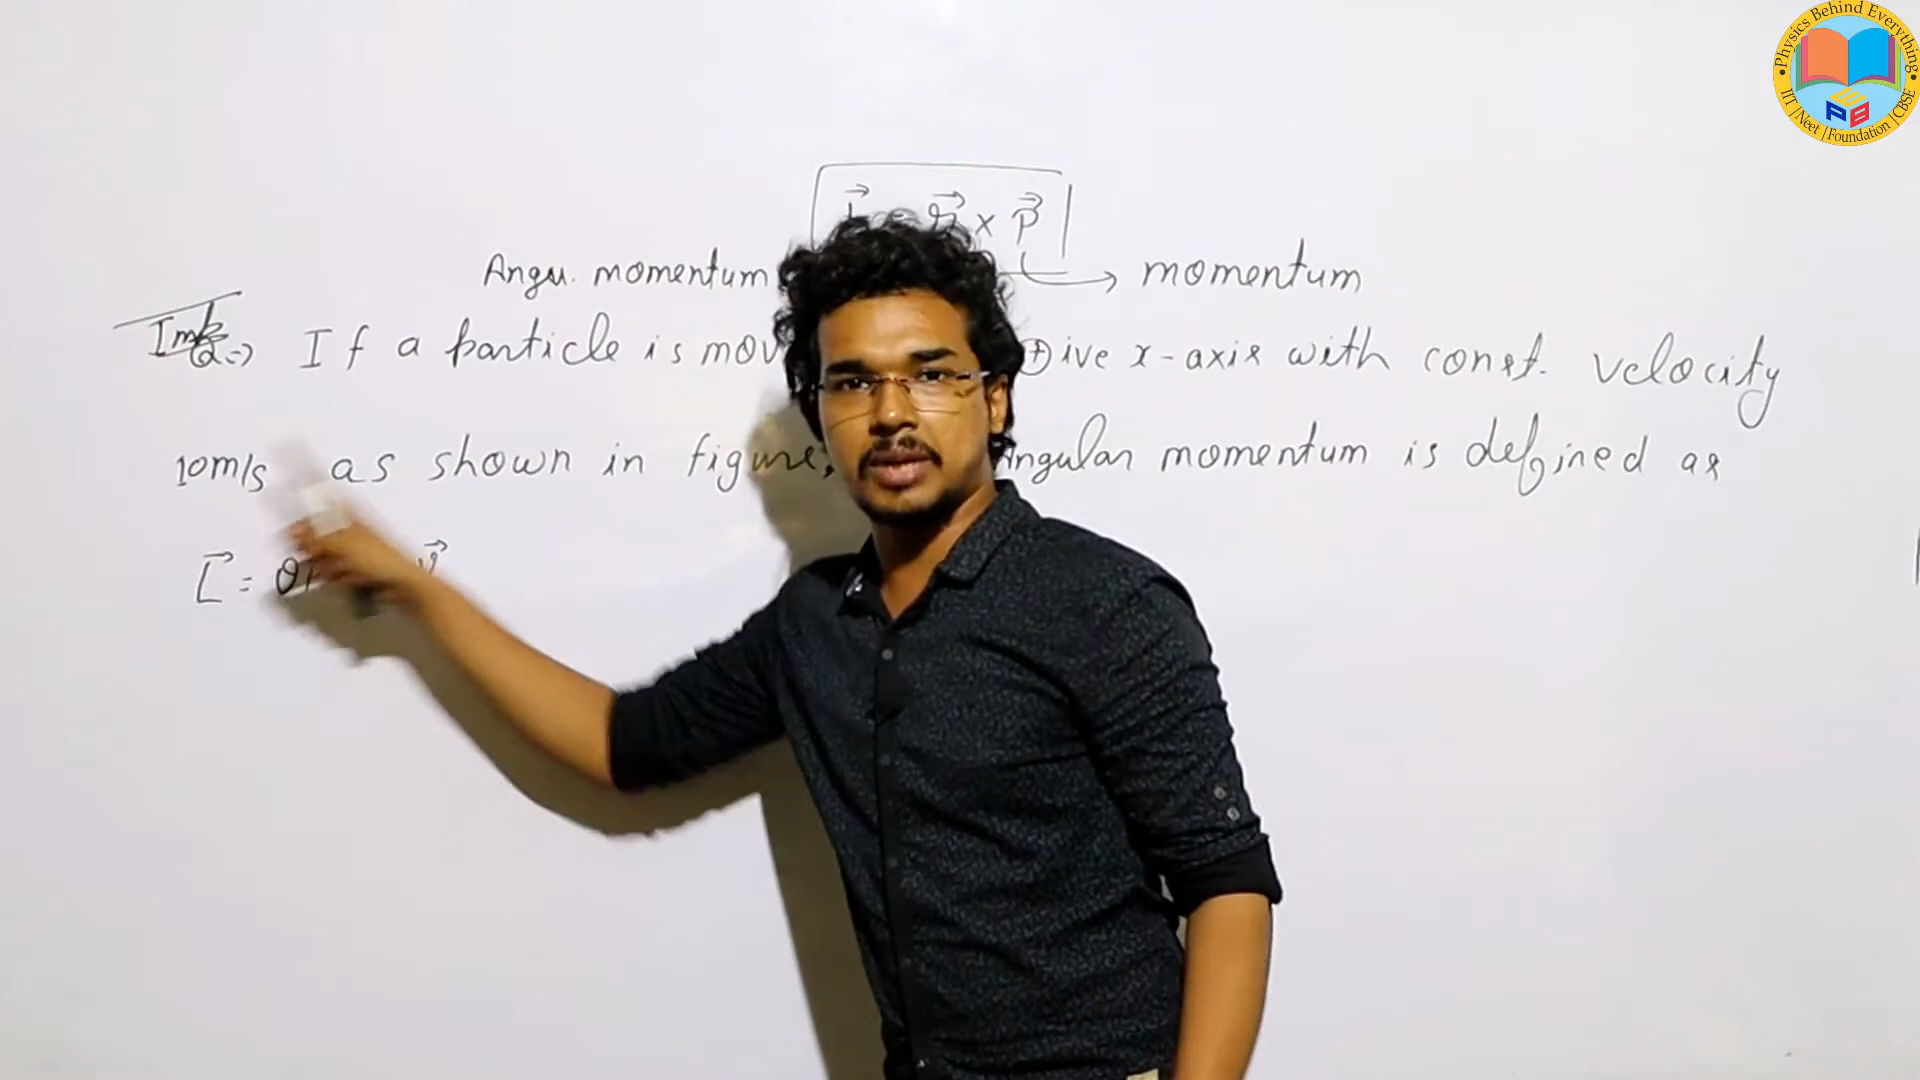 Physics Behind Everything
IIT | Neet | Foundation | CBSE
PBE
× p⃗
Angu. momentum → momentum
Imp
Q⇒ If a particle is ⊕ive x-axis with const. velocity
10m/s as shown in figure, Angular momentum is defined as
L⃗ =